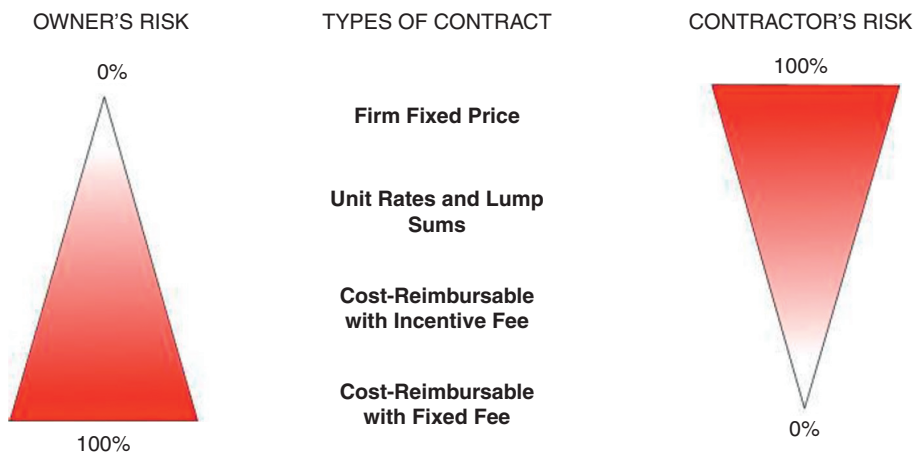 OWNER'S RISK
TYPES OF CONTRACT
CONTRACTOR'S RISK
0%
100%
Firm Fixed Price
Unit Rates and Lump
Sums
Cost-Reimbursable
with Incentive Fee
Cost-Reimbursable
with Fixed Fee
100%
0%